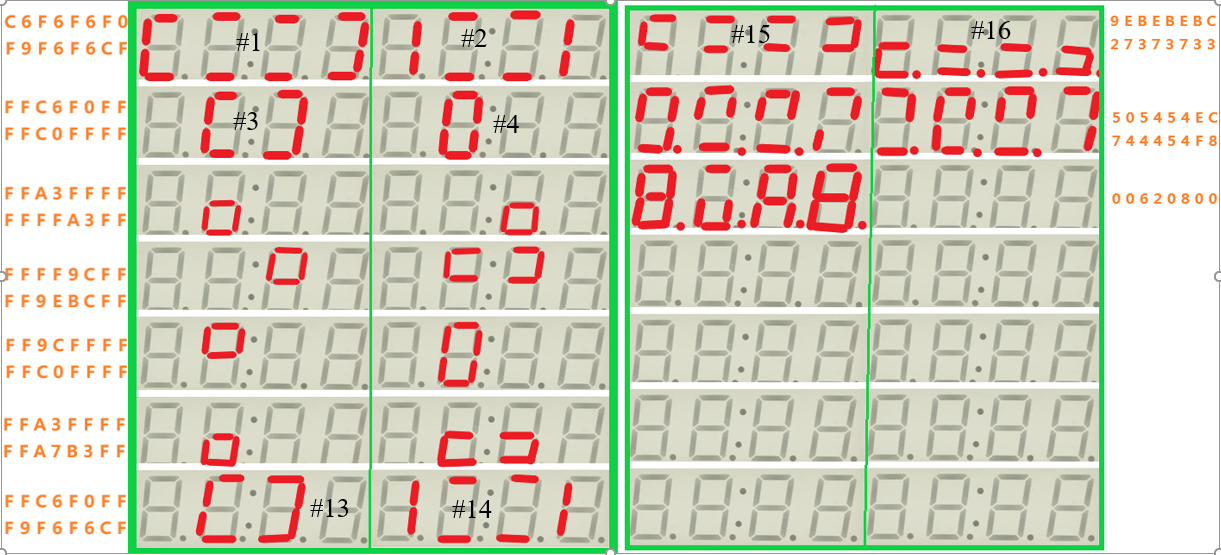 C6F6F6F0
F9F6F6CF
#1
#2
FFC6F0FF
FFC0FFFF
#3
#4
FFA3FFFF
FFFFA3FF
FFFF9CFF
FF9EBCFF
FF9CFFFF
FFC0FFFF
FFA3FFFF
FFA7B3FF
FFC6F0FF
F9F6F6CF
#13
#14
#15
#16
9EBEBEBC
27373733
505454EC
744454F8
00620800